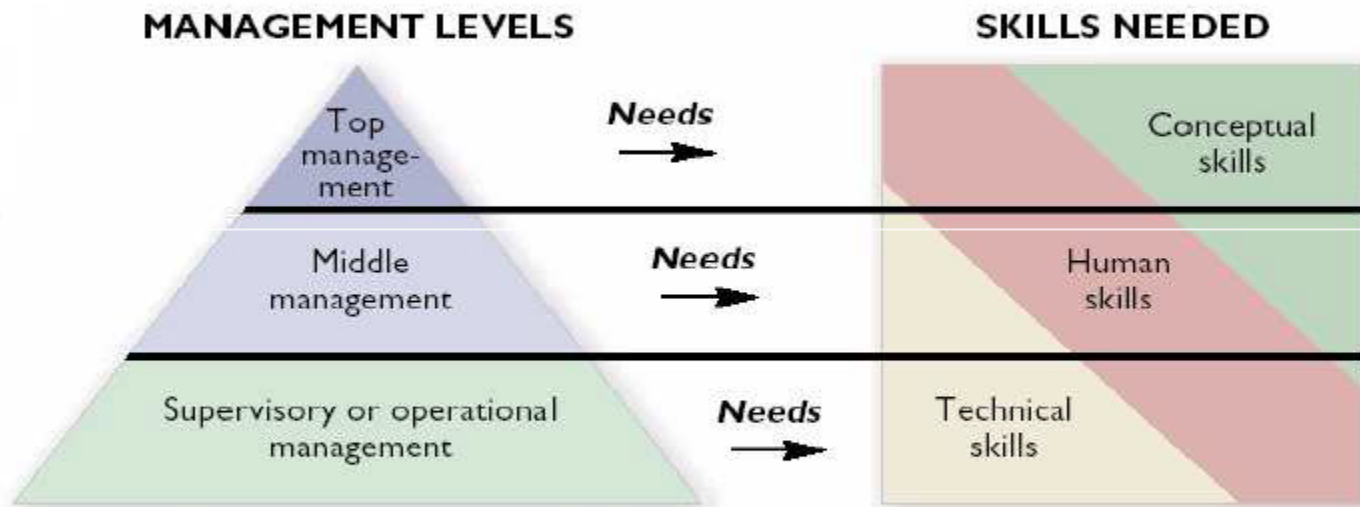 MANAGEMENT LEVELS
SKILLS NEEDED
Top
manage-
ment
Needs
Conceptual
skills
Middle
management
Needs
Human
skills
Supervisory or operational
management
Needs
Technical
skills